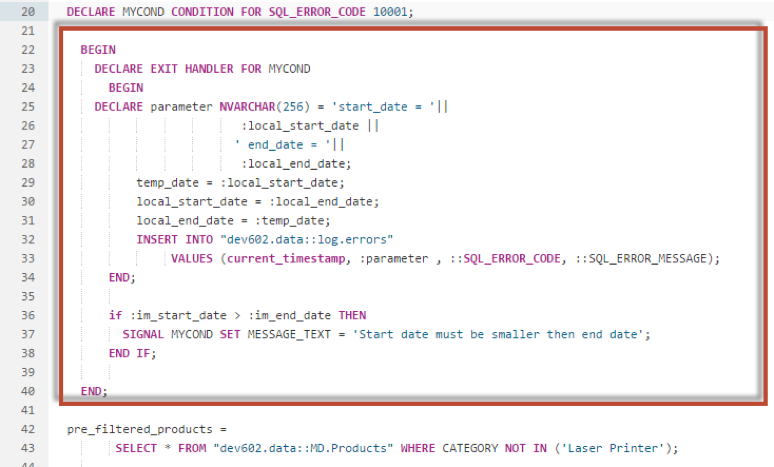 20 DECLARE MYCOND CONDITION FOR SQL_ERROR_CODE 10001;
21
22 BEGIN
23 DECLARE EXIT HANDLER FOR MYCOND
24 BEGIN
25 DECLARE parameter NVARCHAR(256) = 'start_date = '||
26 :local_start_date ||
27 ' end_date = '||
28 :local_end_date;
29 temp_date = :local_start_date;
30 local_start_date = :local_end_date;
31 local_end_date = :temp_date;
32 INSERT INTO "dev602.data::log.errors"
33 VALUES (current_timestamp, :parameter , ::SQL_ERROR_CODE, ::SQL_ERROR_MESSAGE);
34 END;
35
36 if :im_start_date > :im_end_date THEN
37 SIGNAL MYCOND SET MESSAGE_TEXT = 'Start date must be smaller then end date';
38 END IF;
39
40 END;
41
42 pre_filtered_products =
43 SELECT * FROM "dev602.data::MD.Products" WHERE CATEGORY NOT IN ('Laser Printer');
44